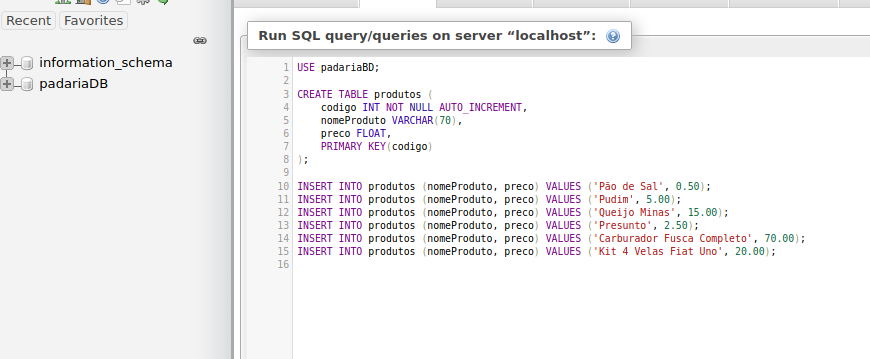 Recent Favorites
information_schema
padariaDB
Run SQL query/queries on server “localhost”:
1 USE padariaBD;
2
3 CREATE TABLE produtos (
4 codigo INT NOT NULL AUTO_INCREMENT,
5 nomeProduto VARCHAR(70),
6 preco FLOAT,
7 PRIMARY KEY(codigo)
8 );
9
10 INSERT INTO produtos (nomeProduto, preco) VALUES ('Pão de Sal', 0.50);
11 INSERT INTO produtos (nomeProduto, preco) VALUES ('Pudim', 5.00);
12 INSERT INTO produtos (nomeProduto, preco) VALUES ('Queijo Minas', 15.00);
13 INSERT INTO produtos (nomeProduto, preco) VALUES ('Presunto', 2.50);
14 INSERT INTO produtos (nomeProduto, preco) VALUES ('Carburador Fusca Completo', 70.00);
15 INSERT INTO produtos (nomeProduto, preco) VALUES ('Kit 4 Velas Fiat Uno', 20.00);
16